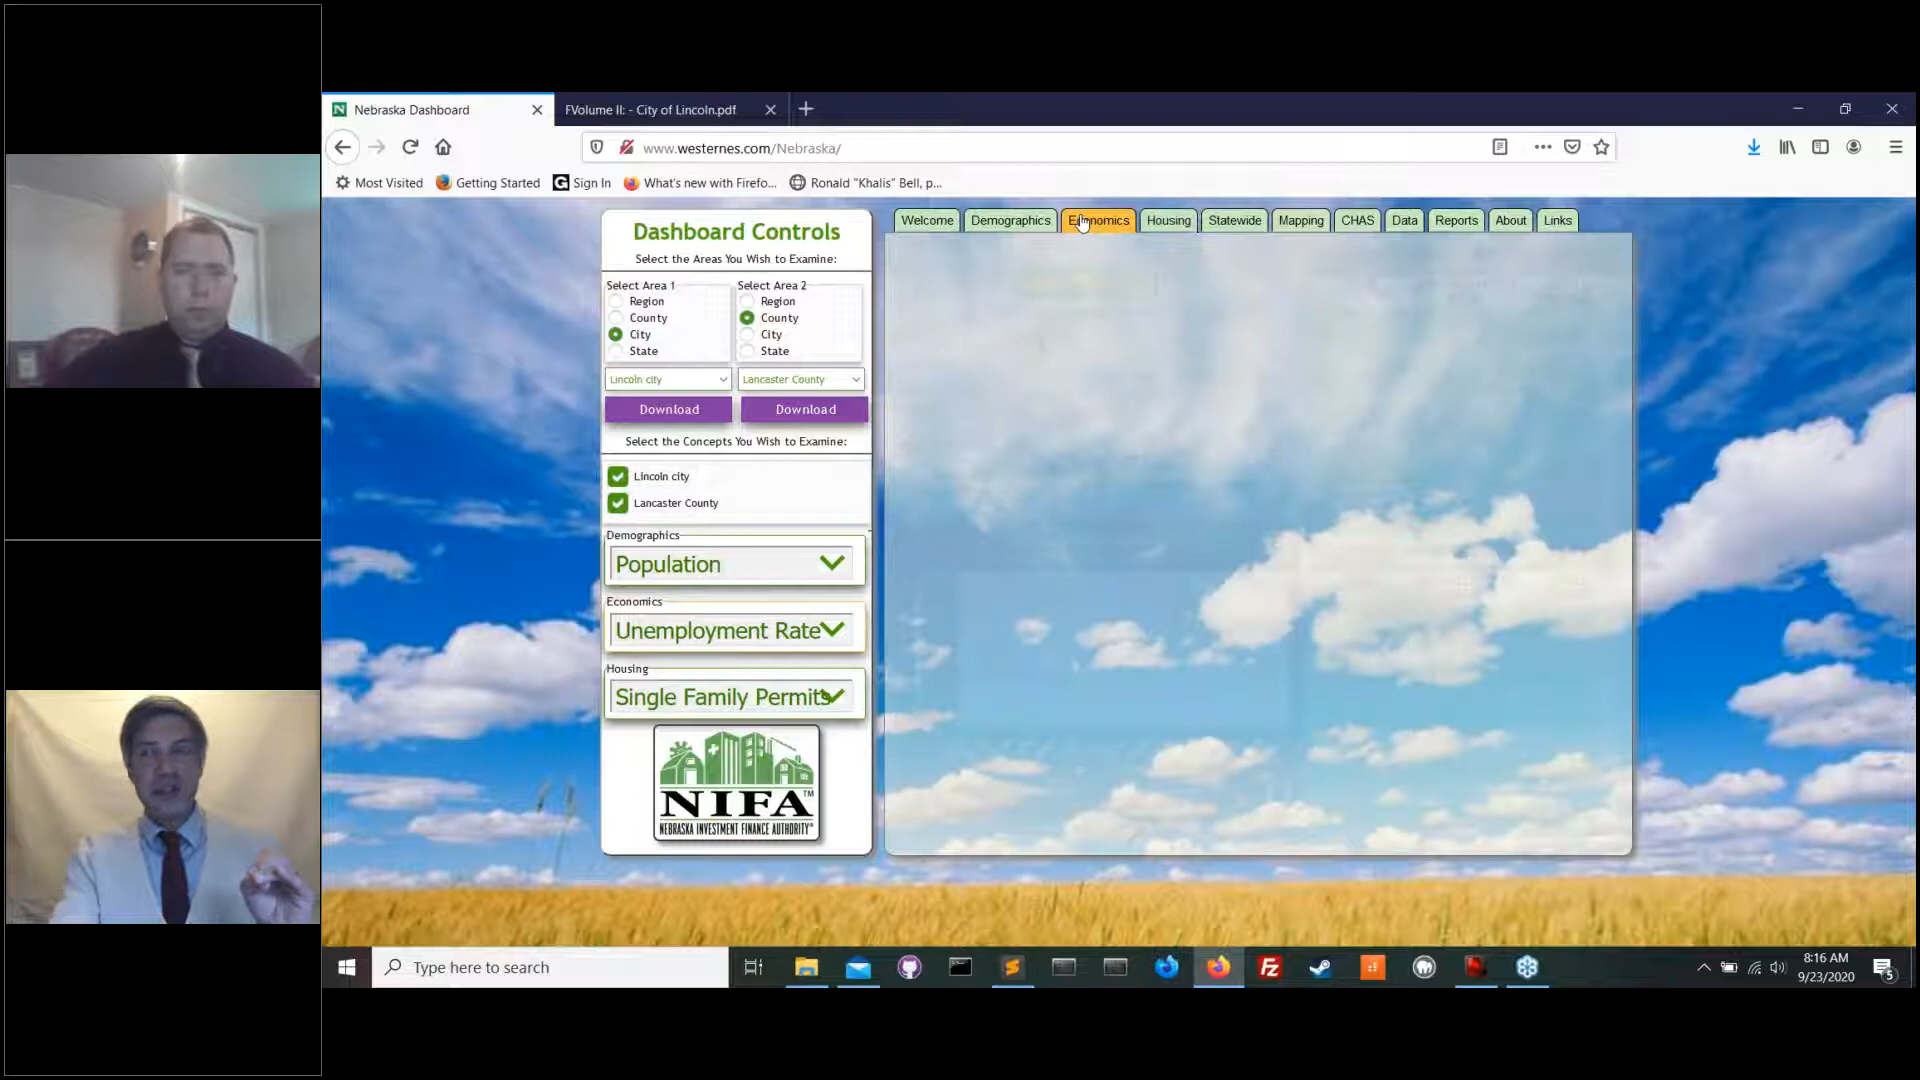 Nebraska Dashboard
FVolume II: - City of Lincoln.pdf
www.westernes.com/Nebraska/
Most Visited
Getting Started
Sign In
What's new with Firefo...
Ronald "Khalis" Bell, p...
Welcome
Demographics
Economics
Housing
Statewide
Mapping
CHAS
Data
Reports
About
Links
Dashboard Controls
Select the Areas You Wish to Examine:
Select Area 1
Select Area 2
Region
Region
County
County
City
City
State
State
Lincoln city
Lancaster County
Download
Download
Select the Concepts You Wish to Examine:
Lincoln city
Lancaster County
Demographics
Population
Economics
Unemployment Rate
Housing
Single Family Permits
NIFA™
NEBRASKA INVESTMENT FINANCE AUTHORITY
Type here to search
8:16 AM
9/23/2020
5